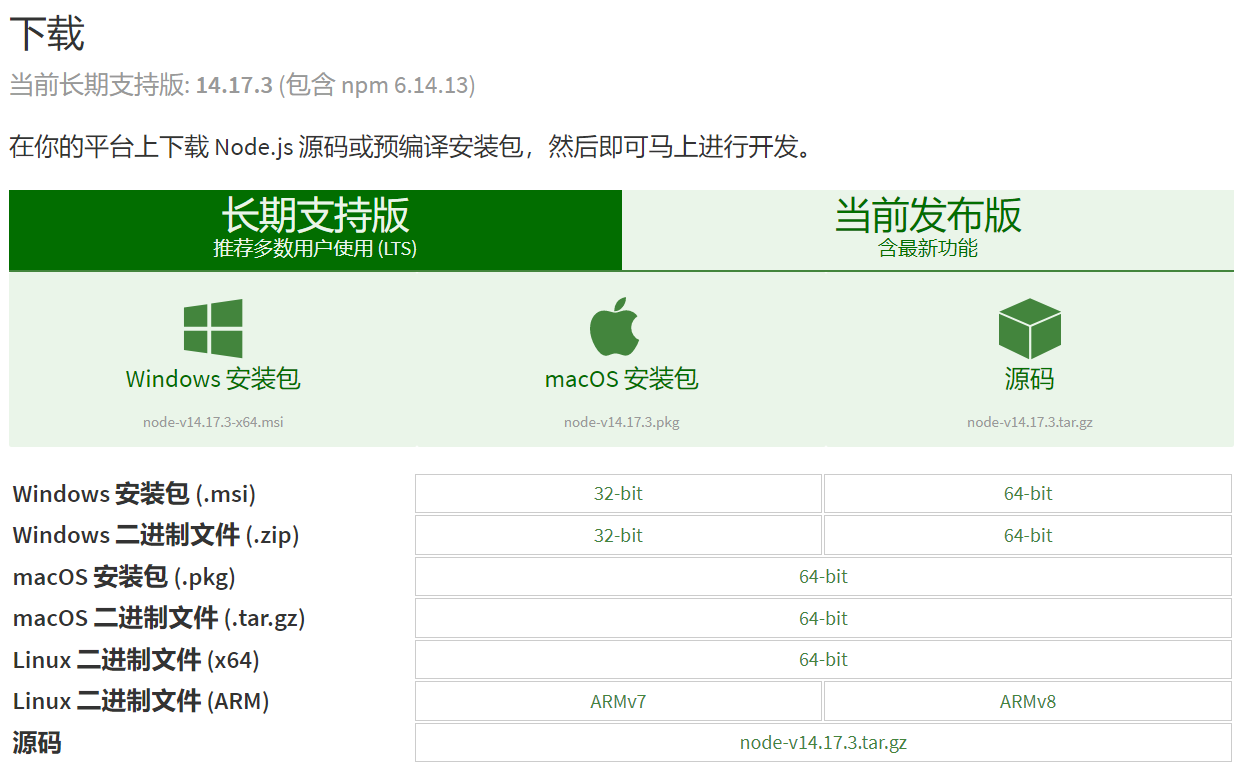 下载
当前长期支持版: 14.17.3 (包含 npm 6.14.13)
在你的平台上下载 Node.js 源码或预编译安装包，然后即可马上进行开发。
长期支持版
推荐多数用户使用 (LTS)
当前发布版
含最新功能
Windows 安装包
node-v14.17.3-x64.msi
macOS 安装包
node-v14.17.3.pkg
源码
node-v14.17.3.tar.gz
Windows 安装包 (.msi) 32-bit 64-bit
Windows 二进制文件 (.zip) 32-bit 64-bit
macOS 安装包 (.pkg) 64-bit
macOS 二进制文件 (.tar.gz) 64-bit
Linux 二进制文件 (x64) 64-bit
Linux 二进制文件 (ARM) ARMv7 ARMv8
源码 node-v14.17.3.tar.gz